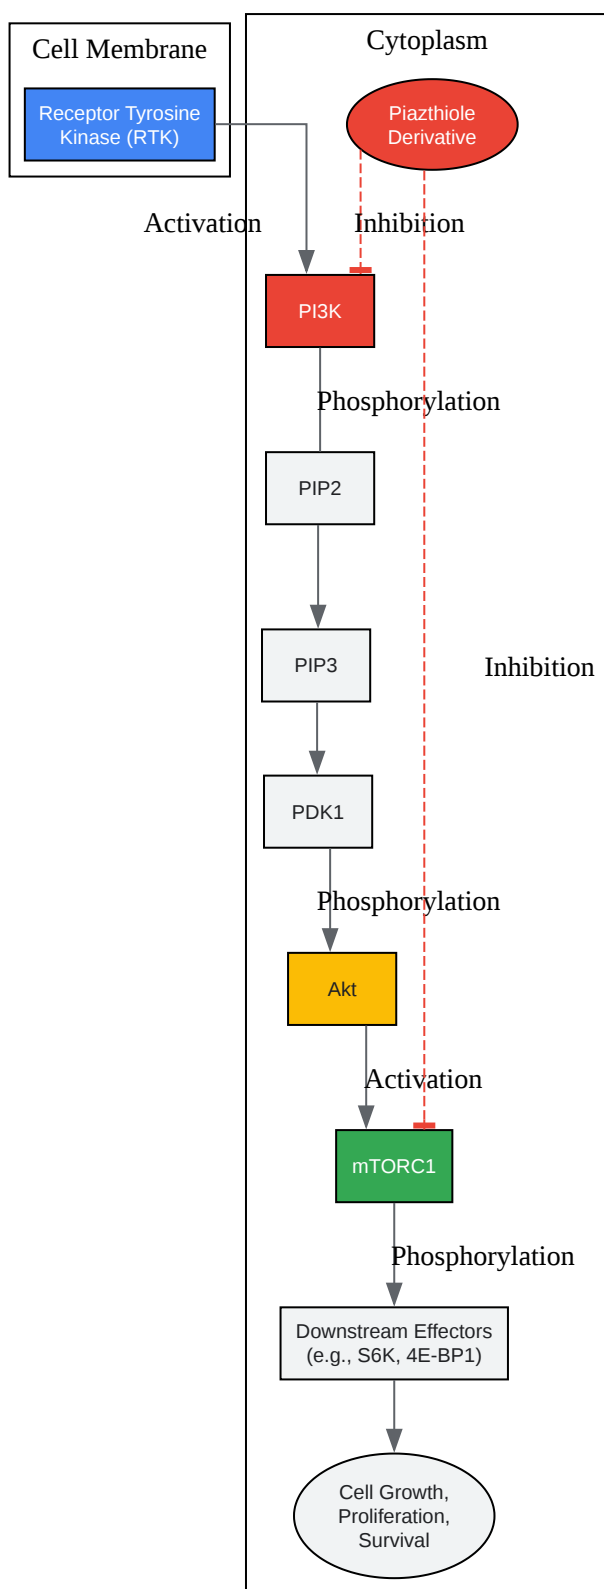 Cell Membrane
Cytoplasm
Receptor Tyrosine
Kinase (RTK)
Piazthiole
Derivative
Activation
Inhibition
PI3K
Phosphorylation
PIP2
PIP3
Inhibition
PDK1
Phosphorylation
Akt
Activation
mTORC1
Phosphorylation
Downstream Effectors
(e.g., S6K, 4E-BP1)
Cell Growth,
Proliferation,
Survival